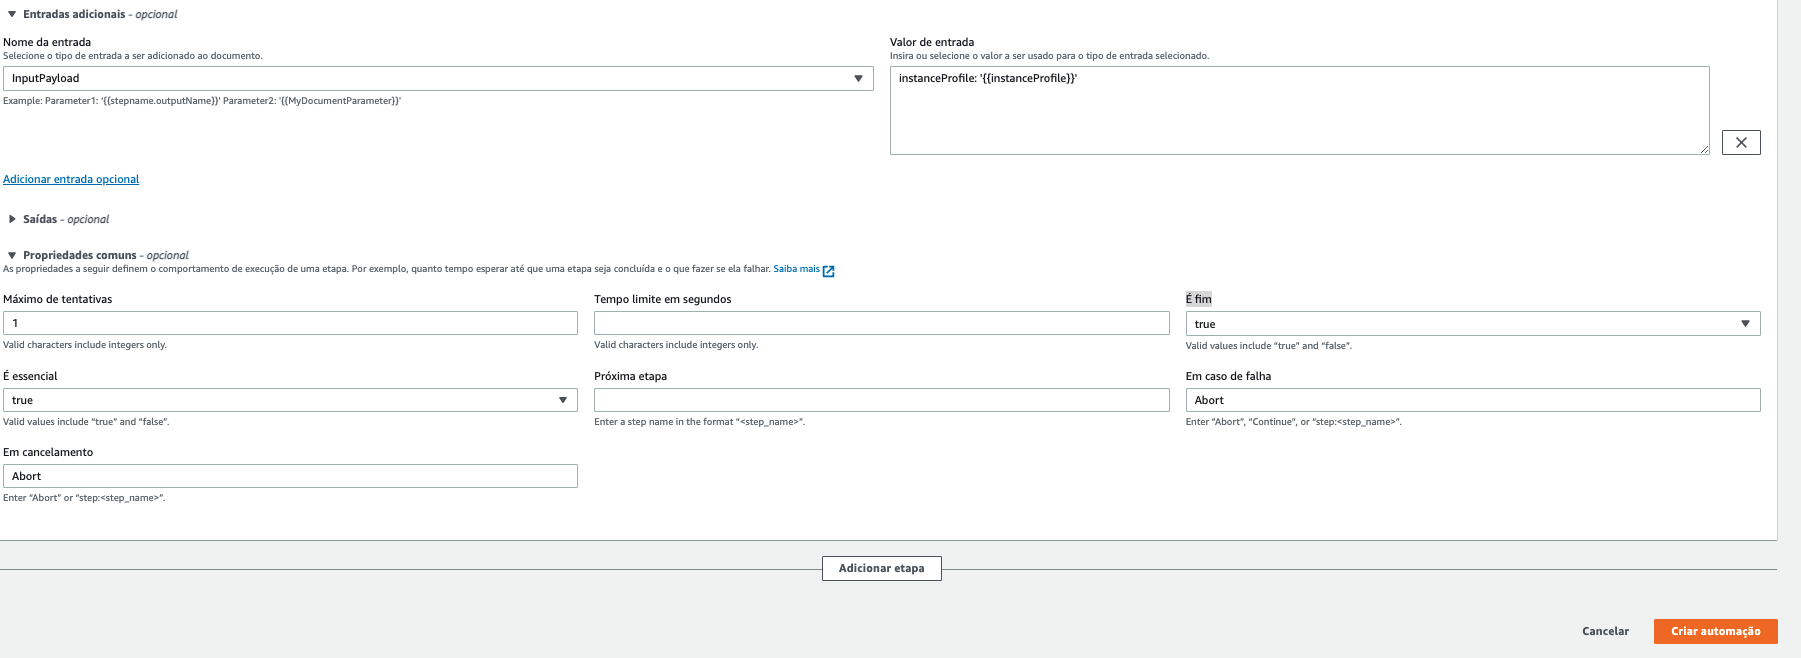 Entradas adicionais - opcional
Nome da entrada
Selecione o tipo de entrada a ser adicionado ao documento.
InputPayload
Example: Parameter1: '{{stepname.outputName}}' Parameter2: '{{MyDocumentParameter}}'
Valor de entrada
Insira ou selecione o valor a ser usado para o tipo de entrada selecionado.
instanceProfile: '{{instanceProfile}}'
Adicionar entrada opcional
Saídas - opcional
Propriedades comuns - opcional
As propriedades a seguir definem o comportamento de execução de uma etapa. Por exemplo, quanto tempo esperar até que uma etapa seja concluída e o que fazer se ela falhar. Saiba mais
Máximo de tentativas
1
Valid characters include integers only.
Tempo limite em segundos
Valid characters include integers only.
É fim
true
Valid values include “true” and “false”.
É essencial
true
Valid values include “true” and “false”.
Próxima etapa
Enter a step name in the format “<step_name>”.
Em caso de falha
Abort
Enter “Abort”, “Continue”, or “step:<step_name>”.
Em cancelamento
Abort
Enter “Abort” or “step:<step_name>”.
Adicionar etapa
Cancelar
Criar automação